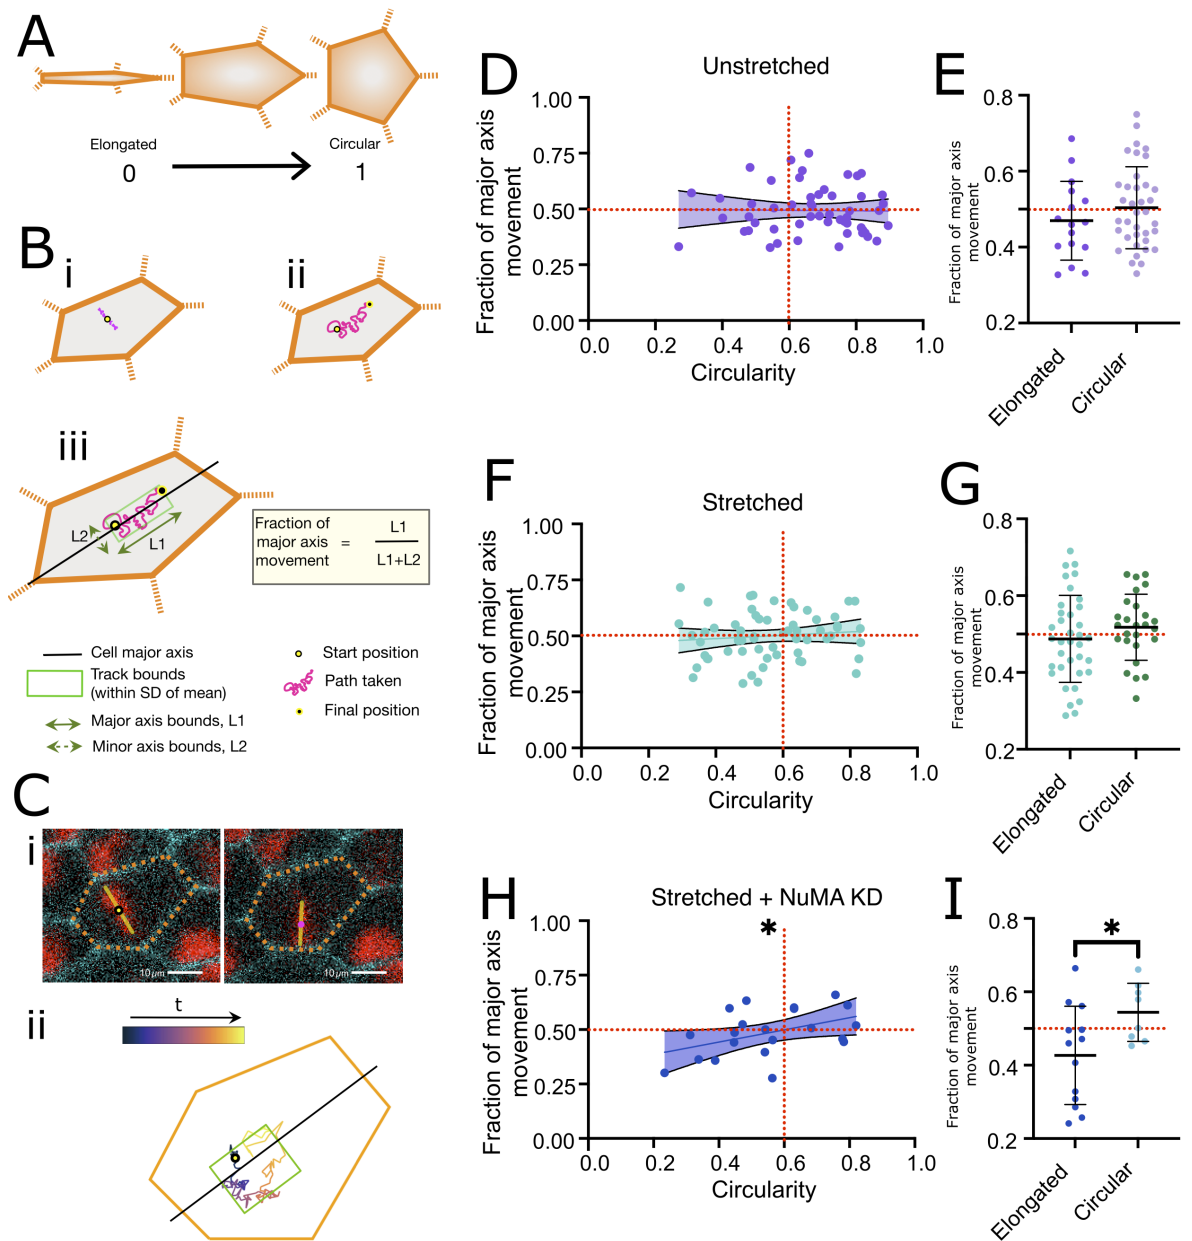 A
Elongated
0
Circular
1
B
i
ii
iii
L2
L1
Fraction of
major axis
movement
=
L1
L1+L2
Cell major axis
Track bounds
(within SD of mean)
Major axis bounds, L1
Minor axis bounds, L2
Start position
Path taken
Final position
C
i
10 µm
10 µm
ii
t
D
Unstretched
Fraction of major axis
movement
1.00
0.75
0.50
0.25
0.00
0.0 0.2 0.4 0.6 0.8 1.0
Circularity
E
Fraction of major axis
movement
0.8
0.6
0.4
0.2
Elongated
Circular
F
Stretched
Fraction of major axis
movement
1.00
0.75
0.50
0.25
0.00
0.0 0.2 0.4 0.6 0.8 1.0
Circularity
G
Fraction of major axis
movement
0.8
0.6
0.4
0.2
Elongated
Circular
H
Stretched + NuMA KD
*
Fraction of major axis
movement
1.00
0.75
0.50
0.25
0.00
0.0 0.2 0.4 0.6 0.8 1.0
Circularity
I
*
Fraction of major axis
movement
0.8
0.6
0.4
0.2
Elongated
Circular